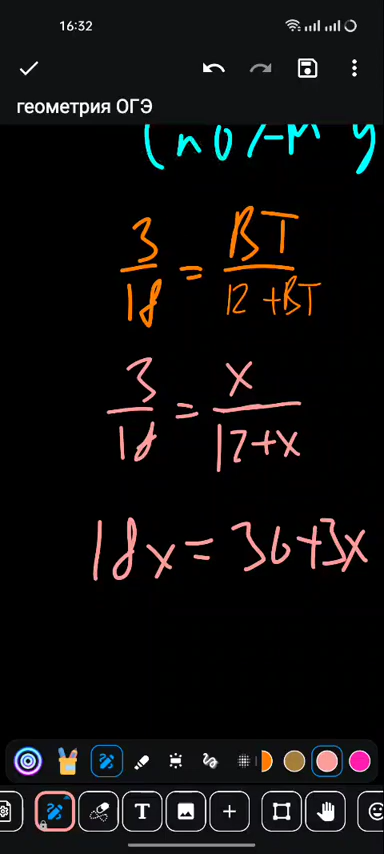 16:32
геометрия ОГЭ
3/18 = BT/12+BT
3/18 = x/12+x
18x = 36+3x
T